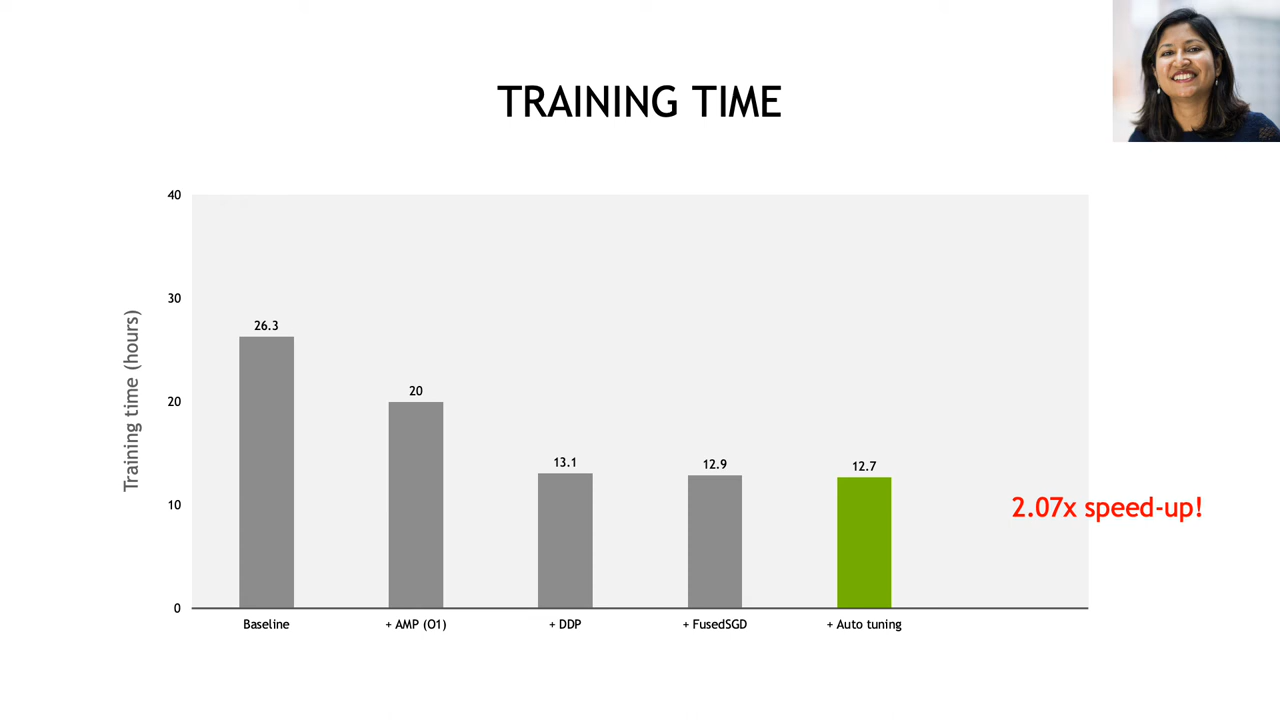 TRAINING TIME
Training time (hours)
40
30
20
10
0
26.3
20
13.1
12.9
12.7
2.07x speed-up!
Baseline
+ AMP (O1)
+ DDP
+ FusedSGD
+ Auto tuning